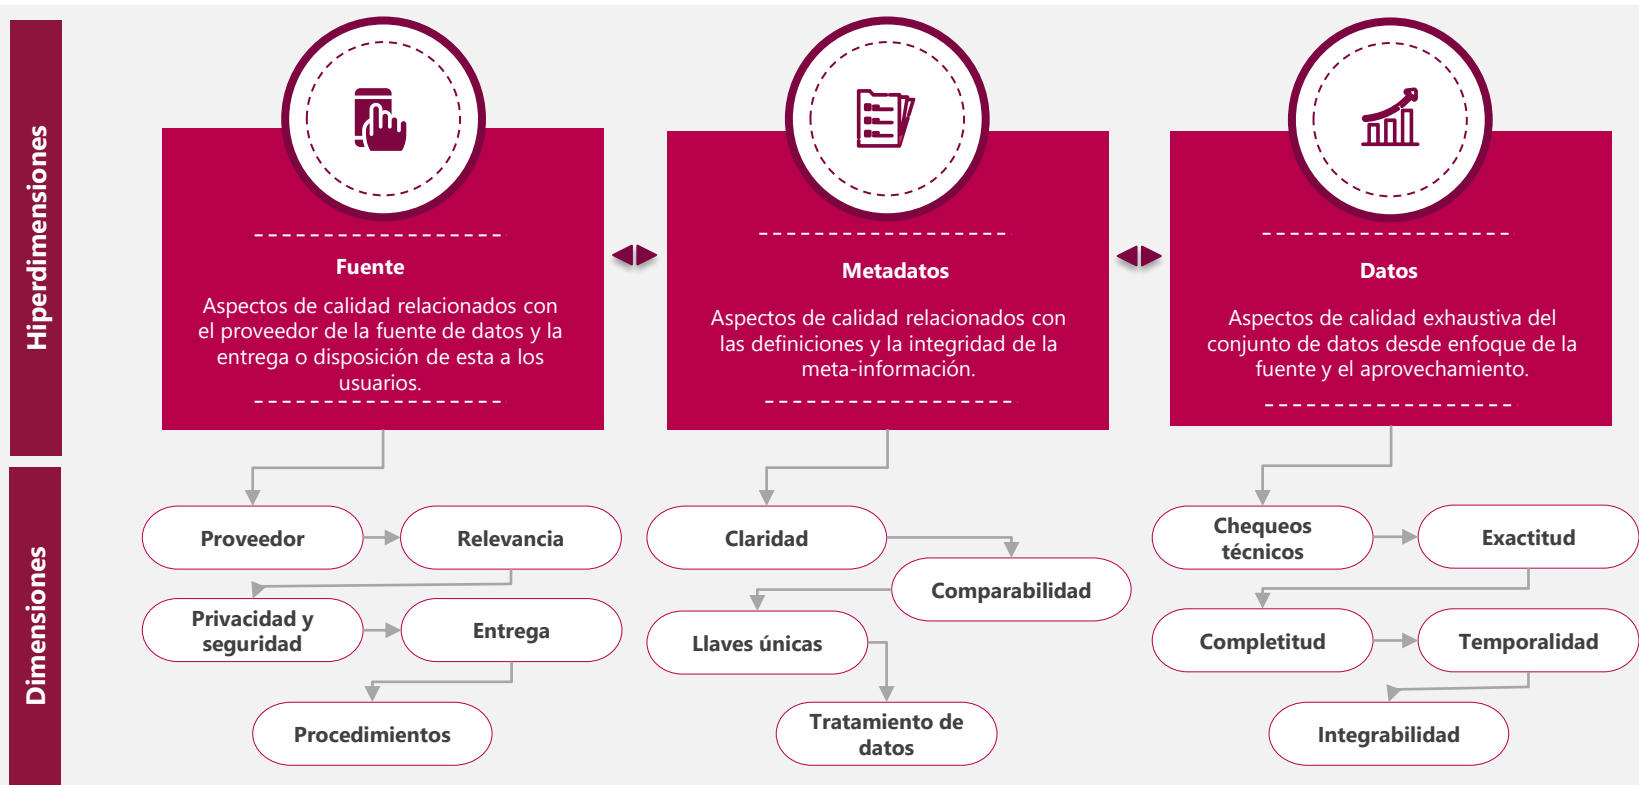 Hiperdimensiones
Fuente
Aspectos de calidad relacionados con
el proveedor de la fuente de datos y la
entrega o disposición de esta a los
usuarios.
Metadatos
Aspectos de calidad relacionados con
las definiciones y la integridad de la
meta-información.
Datos
Aspectos de calidad exhaustiva del
conjunto de datos desde enfoque de la
fuente y el aprovechamiento.
Dimensiones
Proveedor
Relevancia
Privacidad y
seguridad
Entrega
Procedimientos
Claridad
Comparabilidad
Llaves únicas
Tratamiento de
datos
Chequeos
técnicos
Exactitud
Completitud
Temporalidad
Integrabilidad